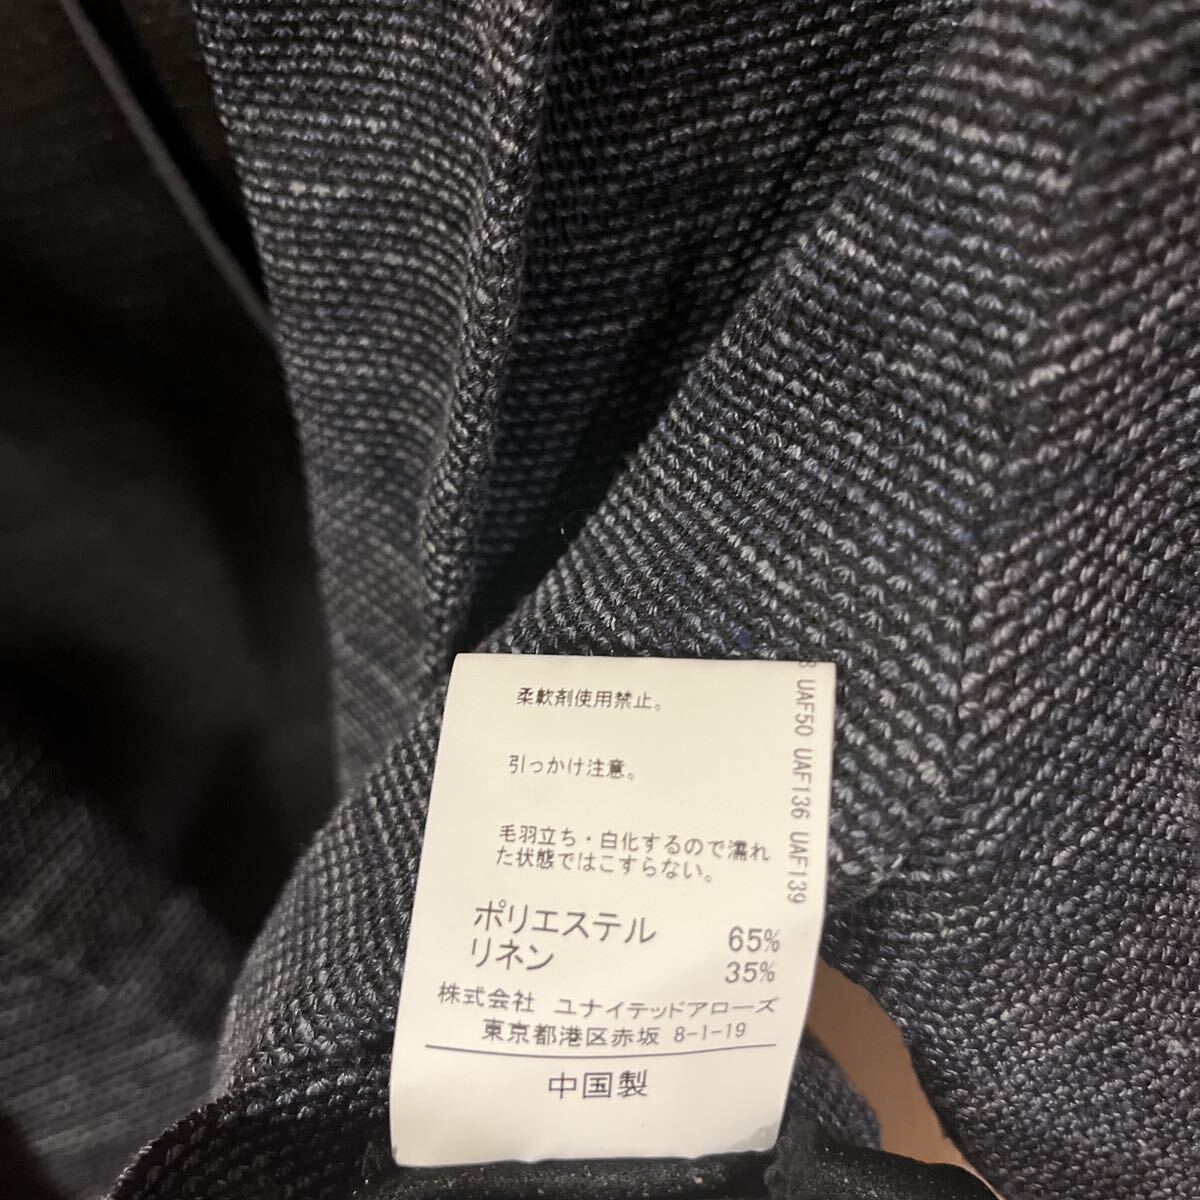 柔軟剤使用禁止。
引っかけ注意。
毛羽立ち・白化するので濡れ
た状態ではこすらない。
ポリエステル 65%
リネン 35%
株式会社 ユナイテッドアローズ
東京都港区赤坂 8-1-19
中国製
UAF50 UAF136 UAF139